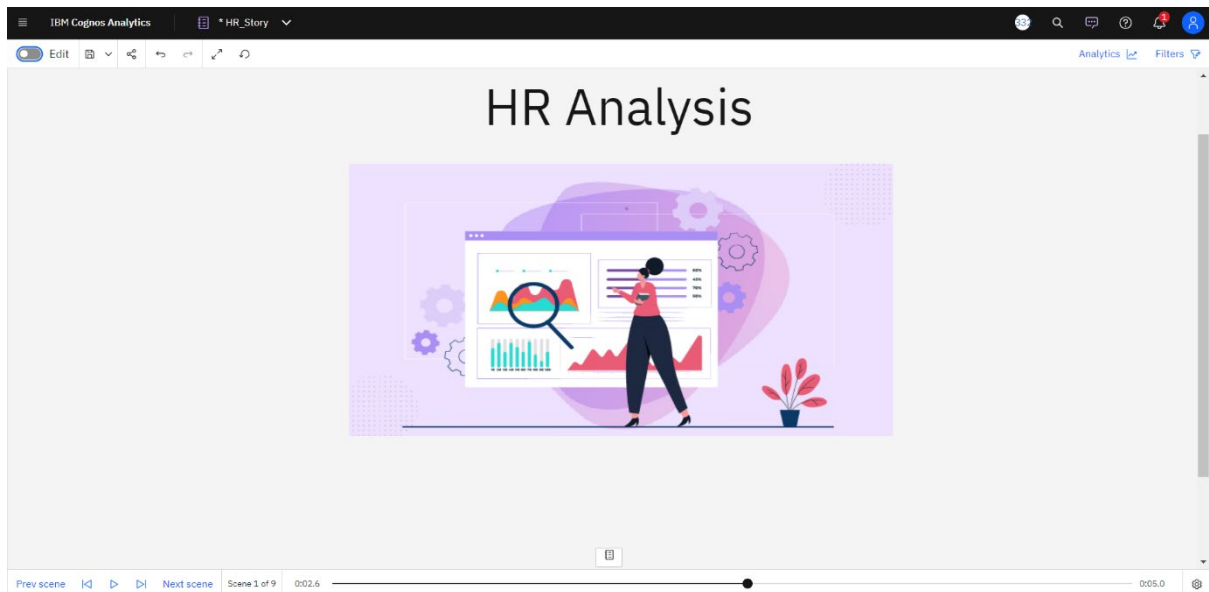 IBM Cognos Analytics
* HR_Story
1
Edit
Analytics
Filters
HR Analysis
Prev scene
Next scene
Scene 1 of 9
0:02.6
0:05.0